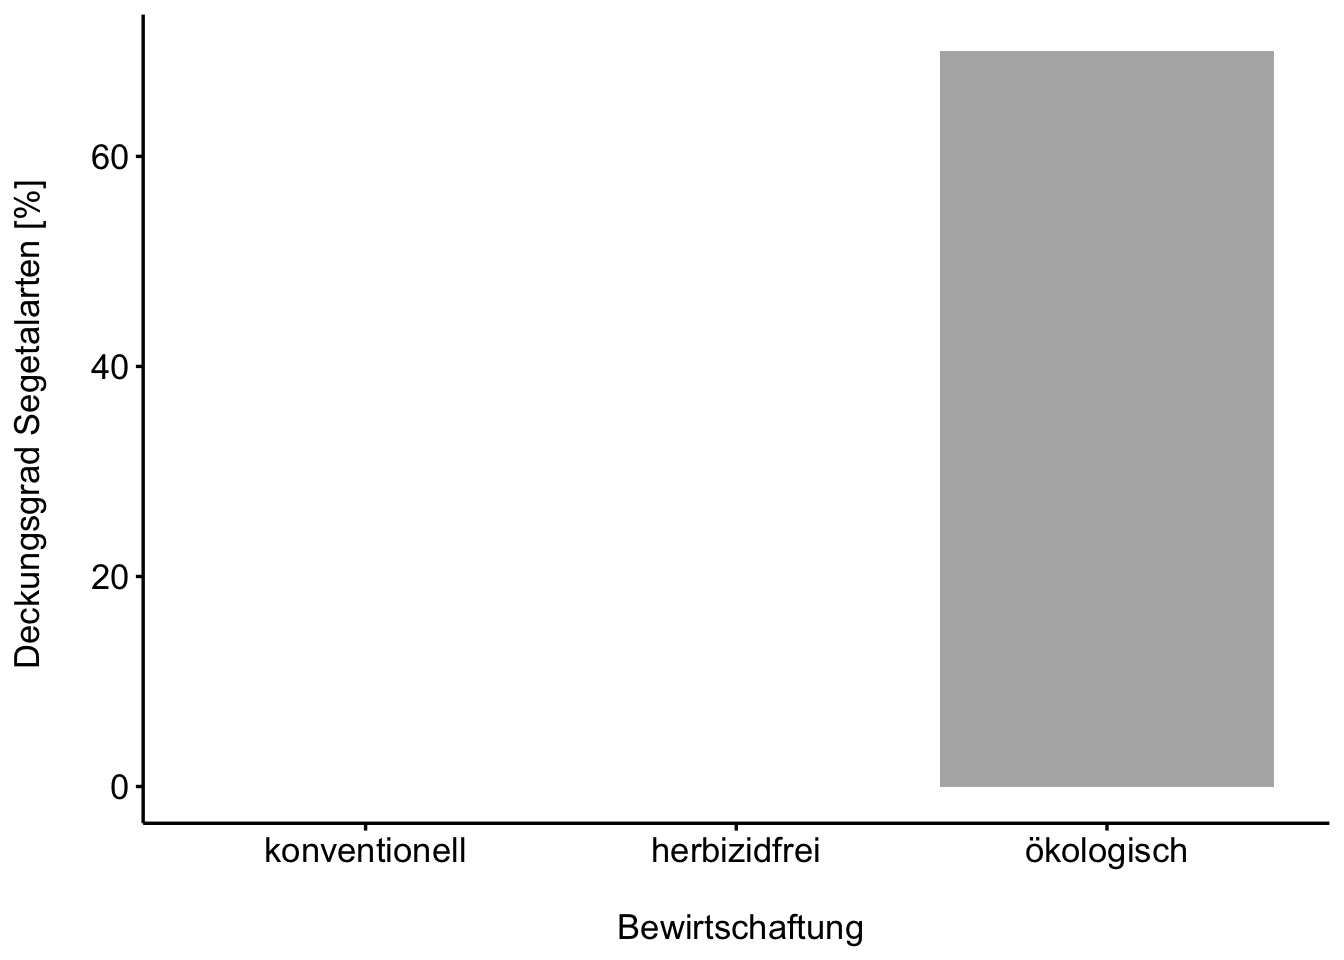 Deckungsgrad Segetalarten [%]
60
40
20
0
konventionell herbizidfrei ökologisch
Bewirtschaftung